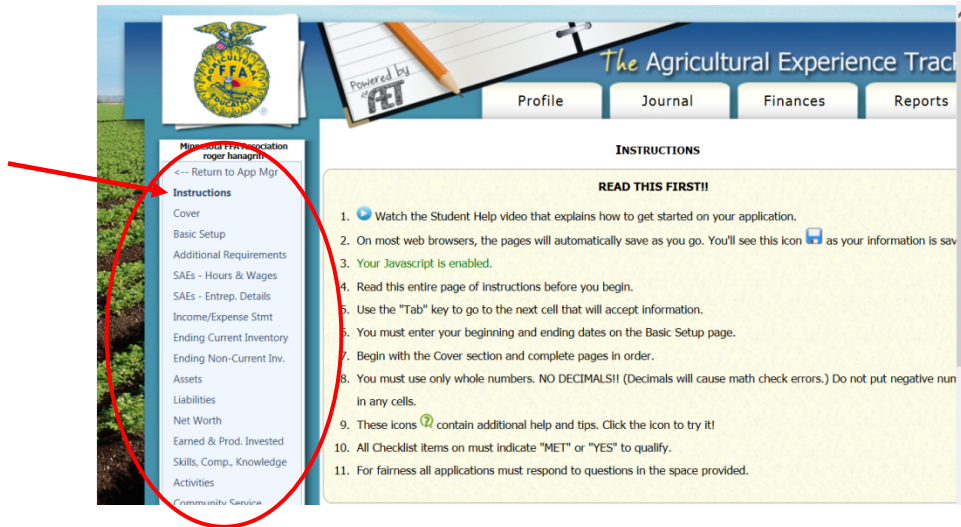 FFA
AGRICULTURAL
EDUCATION
Powered by
the AET
The Agricultural Experience Trac
Profile
Journal
Finances
Reports
Minnesota FFA Association
roger hanagriff
<-- Return to App Mgr
Instructions
Cover
Basic Setup
Additional Requirements
SAEs - Hours & Wages
SAEs - Entrep. Details
Income/Expense Stmt
Ending Current Inventory
Ending Non-Current Inv.
Assets
Liabilities
Net Worth
Earned & Prod. Invested
Skills, Comp., Knowledge
Activities
Community Service
INSTRUCTIONS
READ THIS FIRST!!
1. Watch the Student Help video that explains how to get started on your application.
2. On most web browsers, the pages will automatically save as you go. You'll see this icon as your information is sav
3. Your Javascript is enabled.
4. Read this entire page of instructions before you begin.
5. Use the "Tab" key to go to the next cell that will accept information.
6. You must enter your beginning and ending dates on the Basic Setup page.
7. Begin with the Cover section and complete pages in order.
8. You must use only whole numbers. NO DECIMALS!! (Decimals will cause math check errors.) Do not put negative num
in any cells.
9. These icons contain additional help and tips. Click the icon to try it!
10. All Checklist items on must indicate "MET" or "YES" to qualify.
11. For fairness all applications must respond to questions in the space provided.